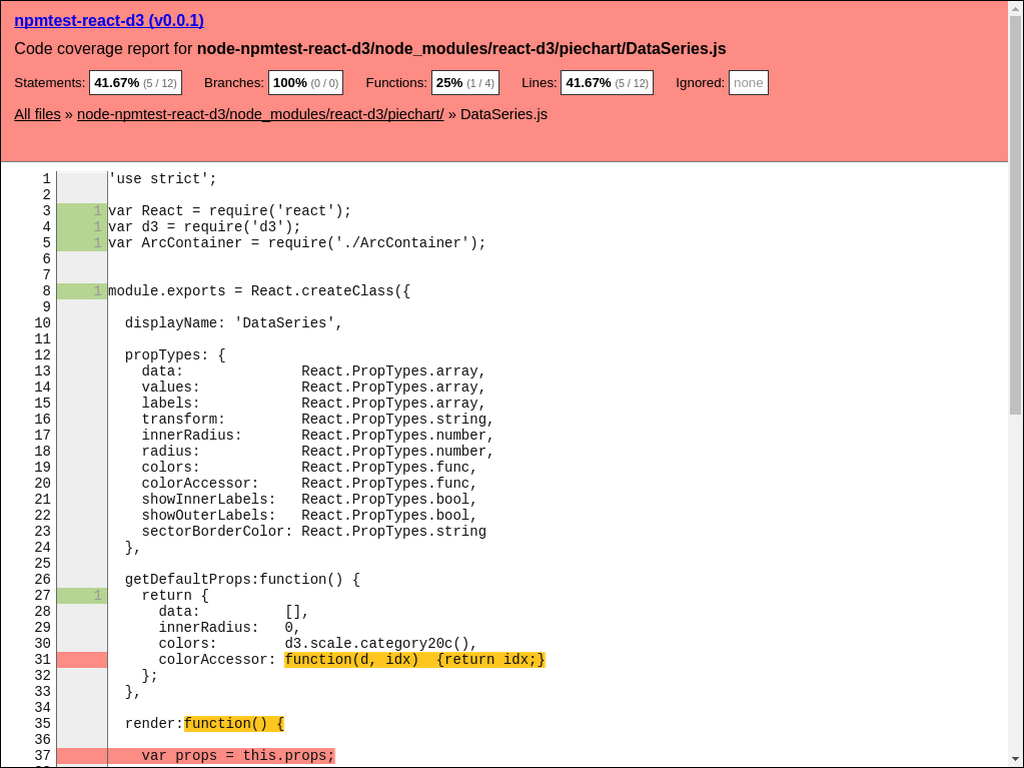 npmtest-react-d3 (v0.0.1)
Code coverage report for node-npmtest-react-d3/node_modules/react-d3/piechart/DataSeries.js
Statements: 41.67% (5 / 12) Branches: 100% (0 / 0) Functions: 25% (1 / 4) Lines: 41.67% (5 / 12) Ignored: none
All files » node-npmtest-react-d3/node_modules/react-d3/piechart/ » DataSeries.js
1 'use strict';
2
3 1 var React = require('react');
4 1 var d3 = require('d3');
5 1 var ArcContainer = require('./ArcContainer');
6
7
8 1 module.exports = React.createClass({
9
10   displayName: 'DataSeries',
11
12   propTypes: {
13     data:              React.PropTypes.array,
14     values:            React.PropTypes.array,
15     labels:            React.PropTypes.array,
16     transform:         React.PropTypes.string,
17     innerRadius:       React.PropTypes.number,
18     radius:            React.PropTypes.number,
19     colors:            React.PropTypes.func,
20     colorAccessor:     React.PropTypes.func,
21     showInnerLabels:   React.PropTypes.bool,
22     showOuterLabels:   React.PropTypes.bool,
23     sectorBorderColor: React.PropTypes.string
24   },
25
26   getDefaultProps:function() {
27 1     return {
28       data:          [],
29       innerRadius:   0,
30       colors:        d3.scale.category20c(),
31       colorAccessor: function(d, idx)  {return idx;}
32     };
33   },
34
35   render:function() {
36
37     var props = this.props;